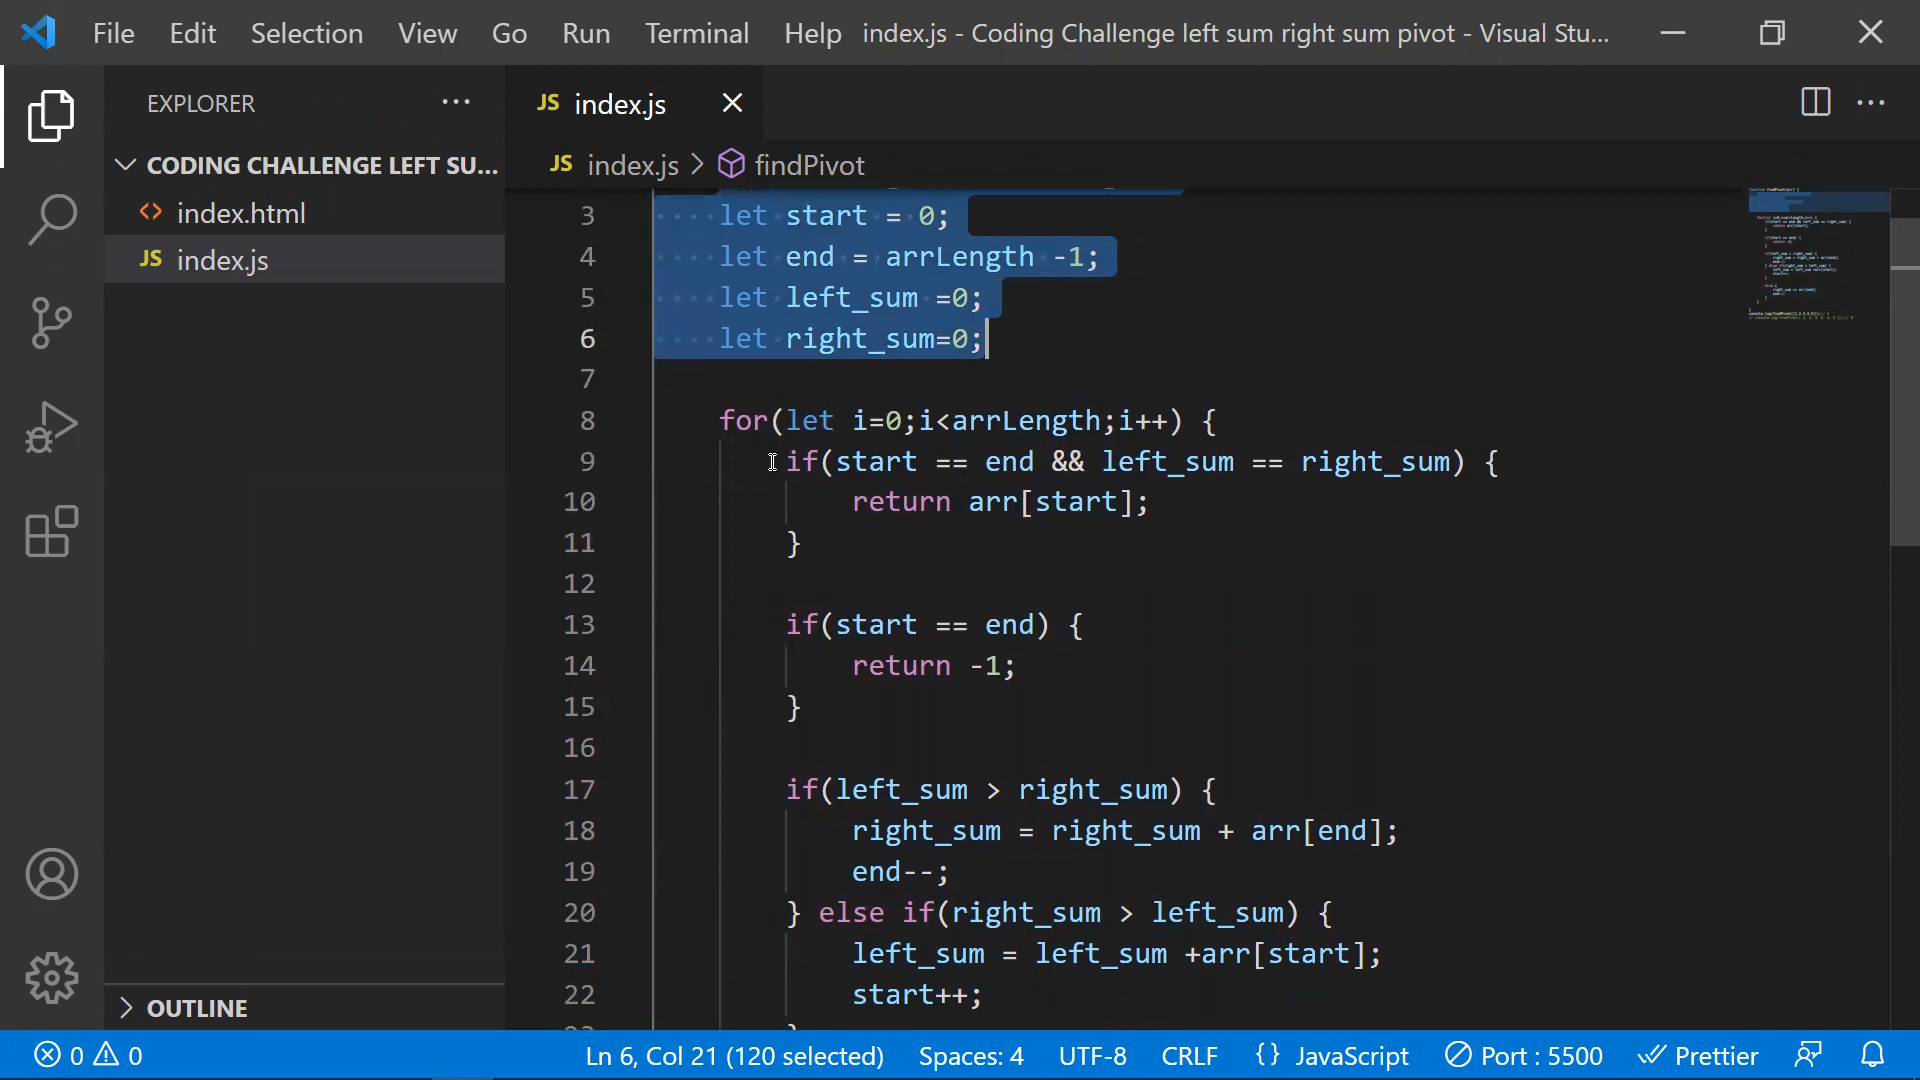 File Edit Selection View Go Run Terminal Help index.js - Coding Challenge left sum right sum pivot - Visual Stu...
EXPLORER
CODING CHALLENGE LEFT SU...
index.html
JS index.js
OUTLINE
JS index.js
JS index.js > findPivot
3 let start = 0;
4 let end = arrLength -1;
5 let left_sum =0;
6 let right_sum=0;
7
8 for(let i=0;i<arrLength;i++) {
9 if(start == end && left_sum == right_sum) {
10 return arr[start];
11 }
12
13 if(start == end) {
14 return -1;
15 }
16
17 if(left_sum > right_sum) {
18 right_sum = right_sum + arr[end];
19 end--;
20 } else if(right_sum > left_sum) {
21 left_sum = left_sum +arr[start];
22 start++;
0 0 Ln 6, Col 21 (120 selected) Spaces: 4 UTF-8 CRLF {} JavaScript Port : 5500 Prettier